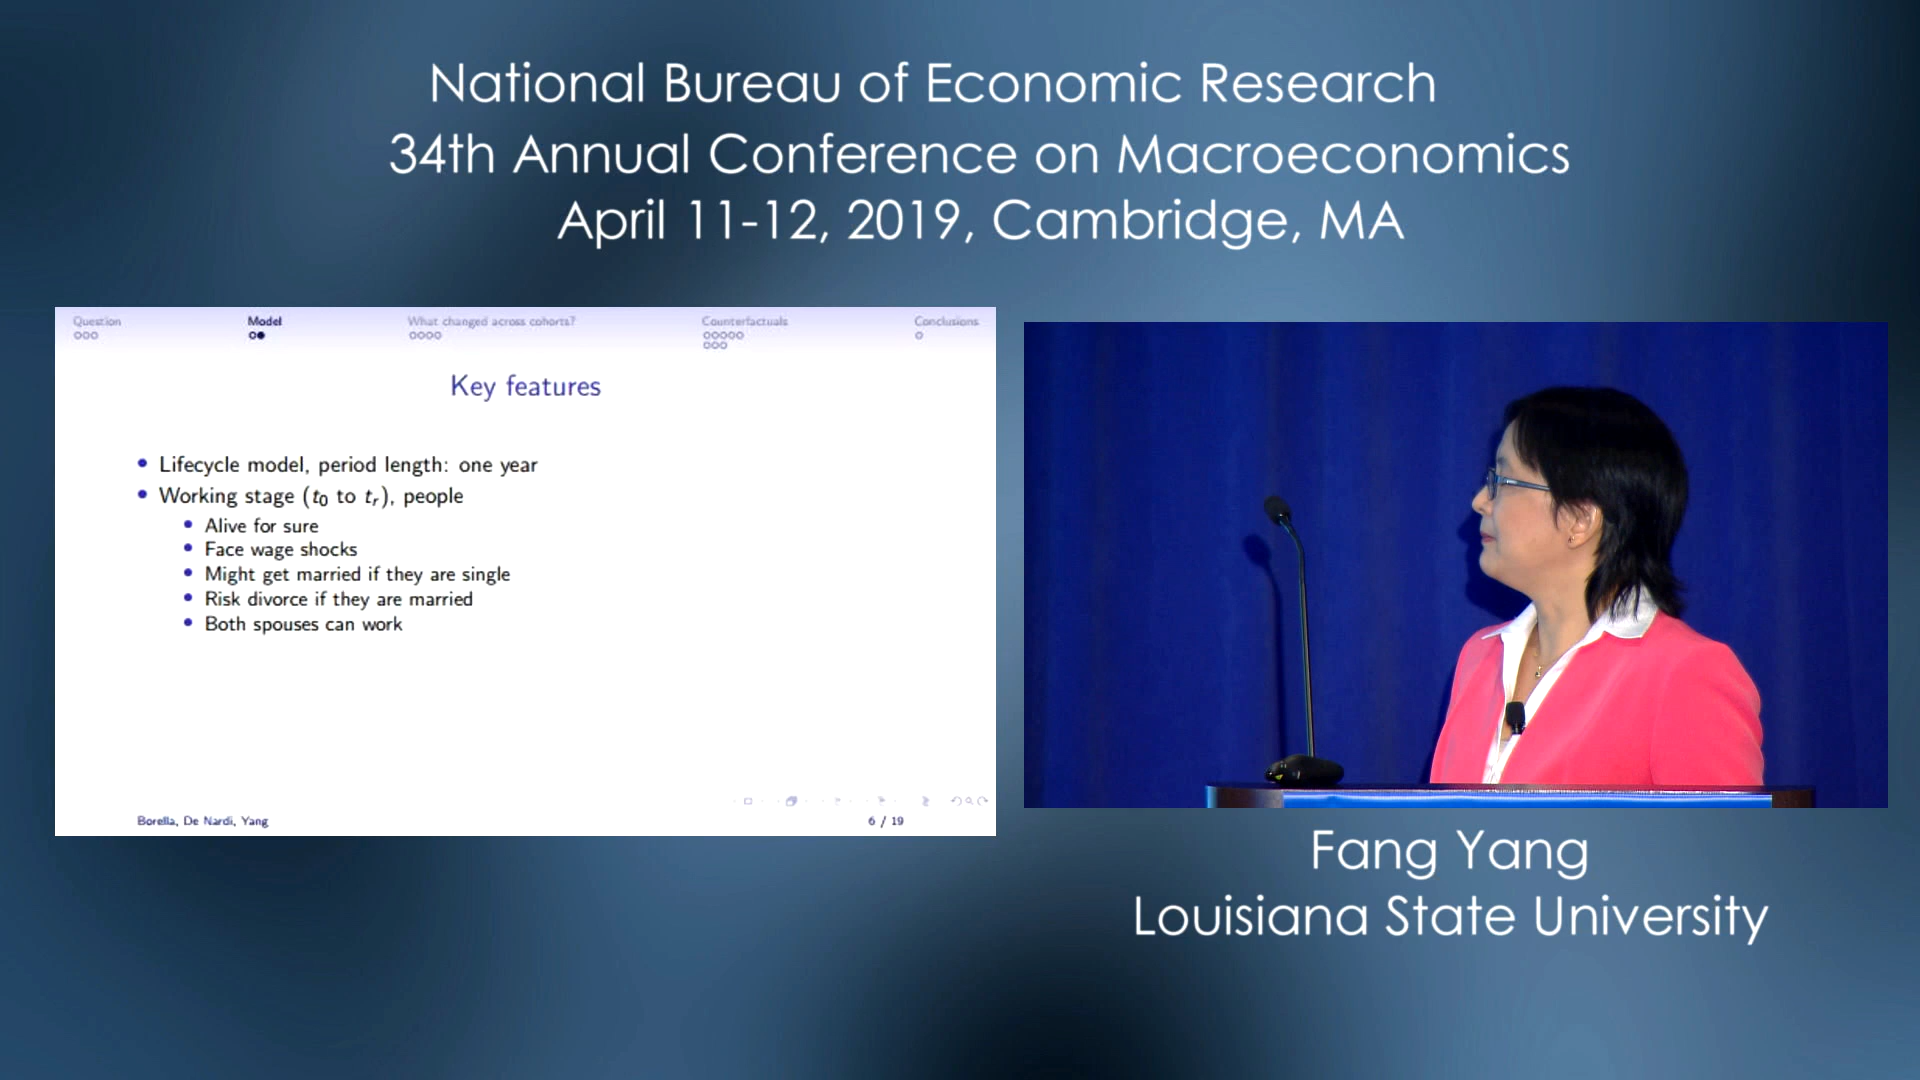 National Bureau of Economic Research
34th Annual Conference on Macroeconomics
April 11-12, 2019, Cambridge, MA
Question Model What changed across cohorts? Counterfactuals Conclusions
Key features
• Lifecycle model, period length: one year
• Working stage (t₀ to tᵣ), people
• Alive for sure
• Face wage shocks
• Might get married if they are single
• Risk divorce if they are married
• Both spouses can work
Borella, De Nardi, Yang 6 / 19
Fang Yang
Louisiana State University